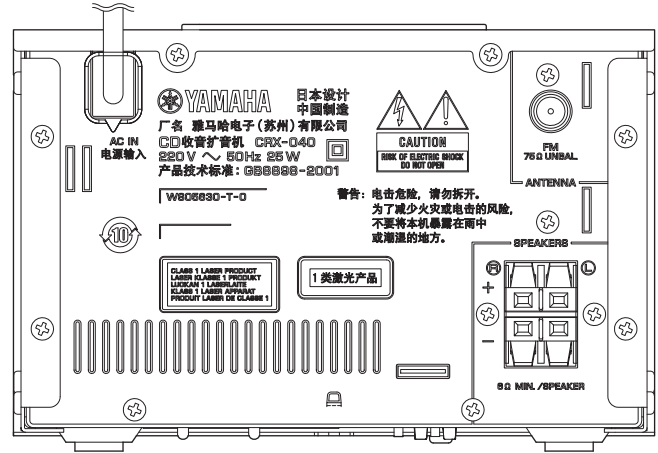 YAMAHA
日本设计
中国制造
厂名 雅马哈电子(苏州)有限公司
CD收音扩音机 CRX-040
220V ～ 50Hz 25W
产品技术标准：GB8898-2001
AC IN
电源输入
W805630-T-0
10
CAUTION
RISK OF ELECTRIC SHOCK
DO NOT OPEN
警告：电击危险，请勿拆开。
为了减少火灾或电击的风险，
不要将本机暴露在雨中
或潮湿的地方。
CLASS 1 LASER PRODUCT
LASER KLASSE 1 PRODUKT
LUOKAN 1 LASERLAITE
KLASS 1 LASER APPARAT
PRODUIT LASER DE CLASSE 1
1类激光产品
FM
75Ω UNBAL.
ANTENNA
SPEAKERS
R
L
+
−
6Ω MIN. /SPEAKER